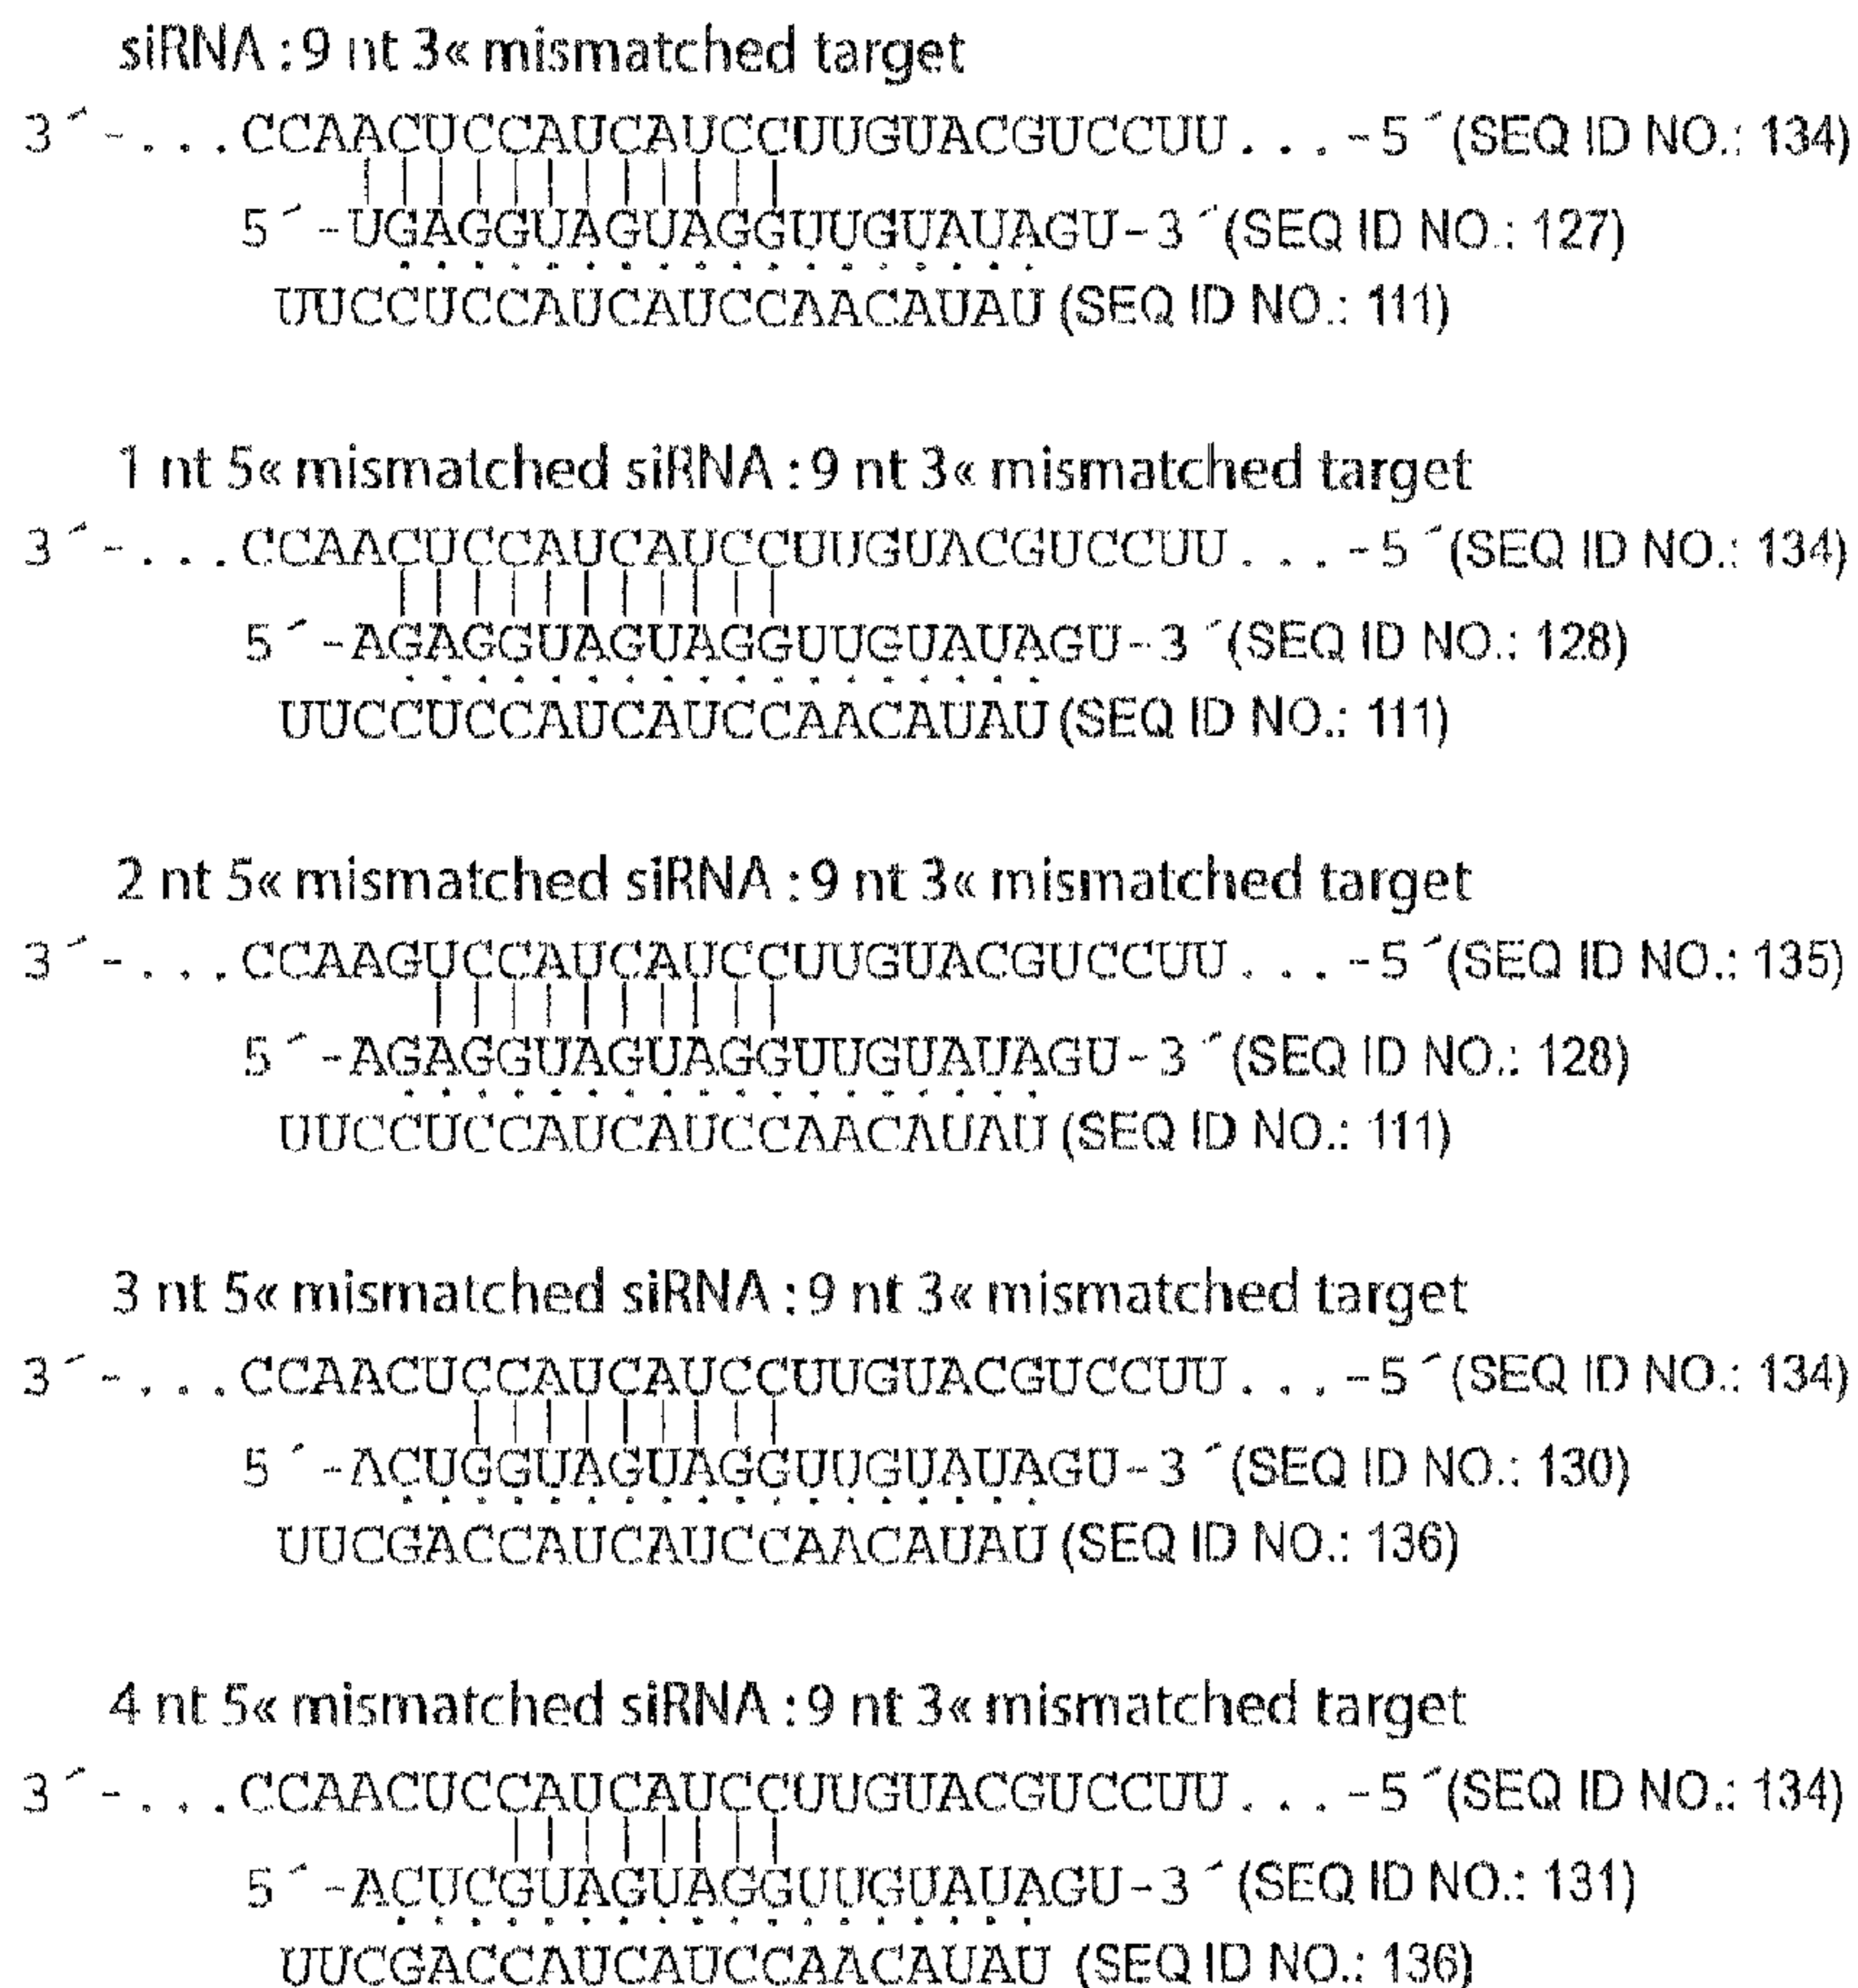 siRNA : 9 nt 3« mismatched target
3´-...CCAACUCCAUCAUCCUUGUACGUCCUU...-5´(SEQ ID NO.: 134)
5´-UGAGGUAGUAGGUUGUAUAGU-3´(SEQ ID NO.: 127)
UUCCUCCAUCAUCCAACAUAU (SEQ ID NO.: 111)
1 nt 5« mismatched siRNA : 9 nt 3« mismatched target
3´-...CCAACUCCAUCAUCCUUGUACGUCCUU...-5´(SEQ ID NO.: 134)
5´-AGAGGUAGUAGGUUGUAUAGU-3´(SEQ ID NO.: 128)
UUCCUCCAUCAUCCAACAUAU (SEQ ID NO.: 111)
2 nt 5« mismatched siRNA : 9 nt 3« mismatched target
3´-...CCAAGUCCAUCAUCCUUGUACGUCCUU...-5´(SEQ ID NO.: 135)
5´-AGAGGUAGUAGGUUGUAUAGU-3´(SEQ ID NO.: 128)
UUCCUCCAUCAUCCAACAUAU (SEQ ID NO.: 111)
3 nt 5« mismatched siRNA : 9 nt 3« mismatched target
3´-...CCAACUCCAUCAUCCUUGUACGUCCUU...-5´(SEQ ID NO.: 134)
5´-ACUGGUAGUAGGUUGUAUAGU-3´(SEQ ID NO.: 130)
UUCGACCAUCAUCCAACAUAU (SEQ ID NO.: 136)
4 nt 5« mismatched siRNA : 9 nt 3« mismatched target
3´-...CCAACUCCAUCAUCCUUGUACGUCCUU...-5´(SEQ ID NO.: 134)
5´-ACUCGUAGUAGGUUGUAUAGU-3´(SEQ ID NO.: 131)
UUCGACCAUCAUCCAACAUAU (SEQ ID NO.: 136)